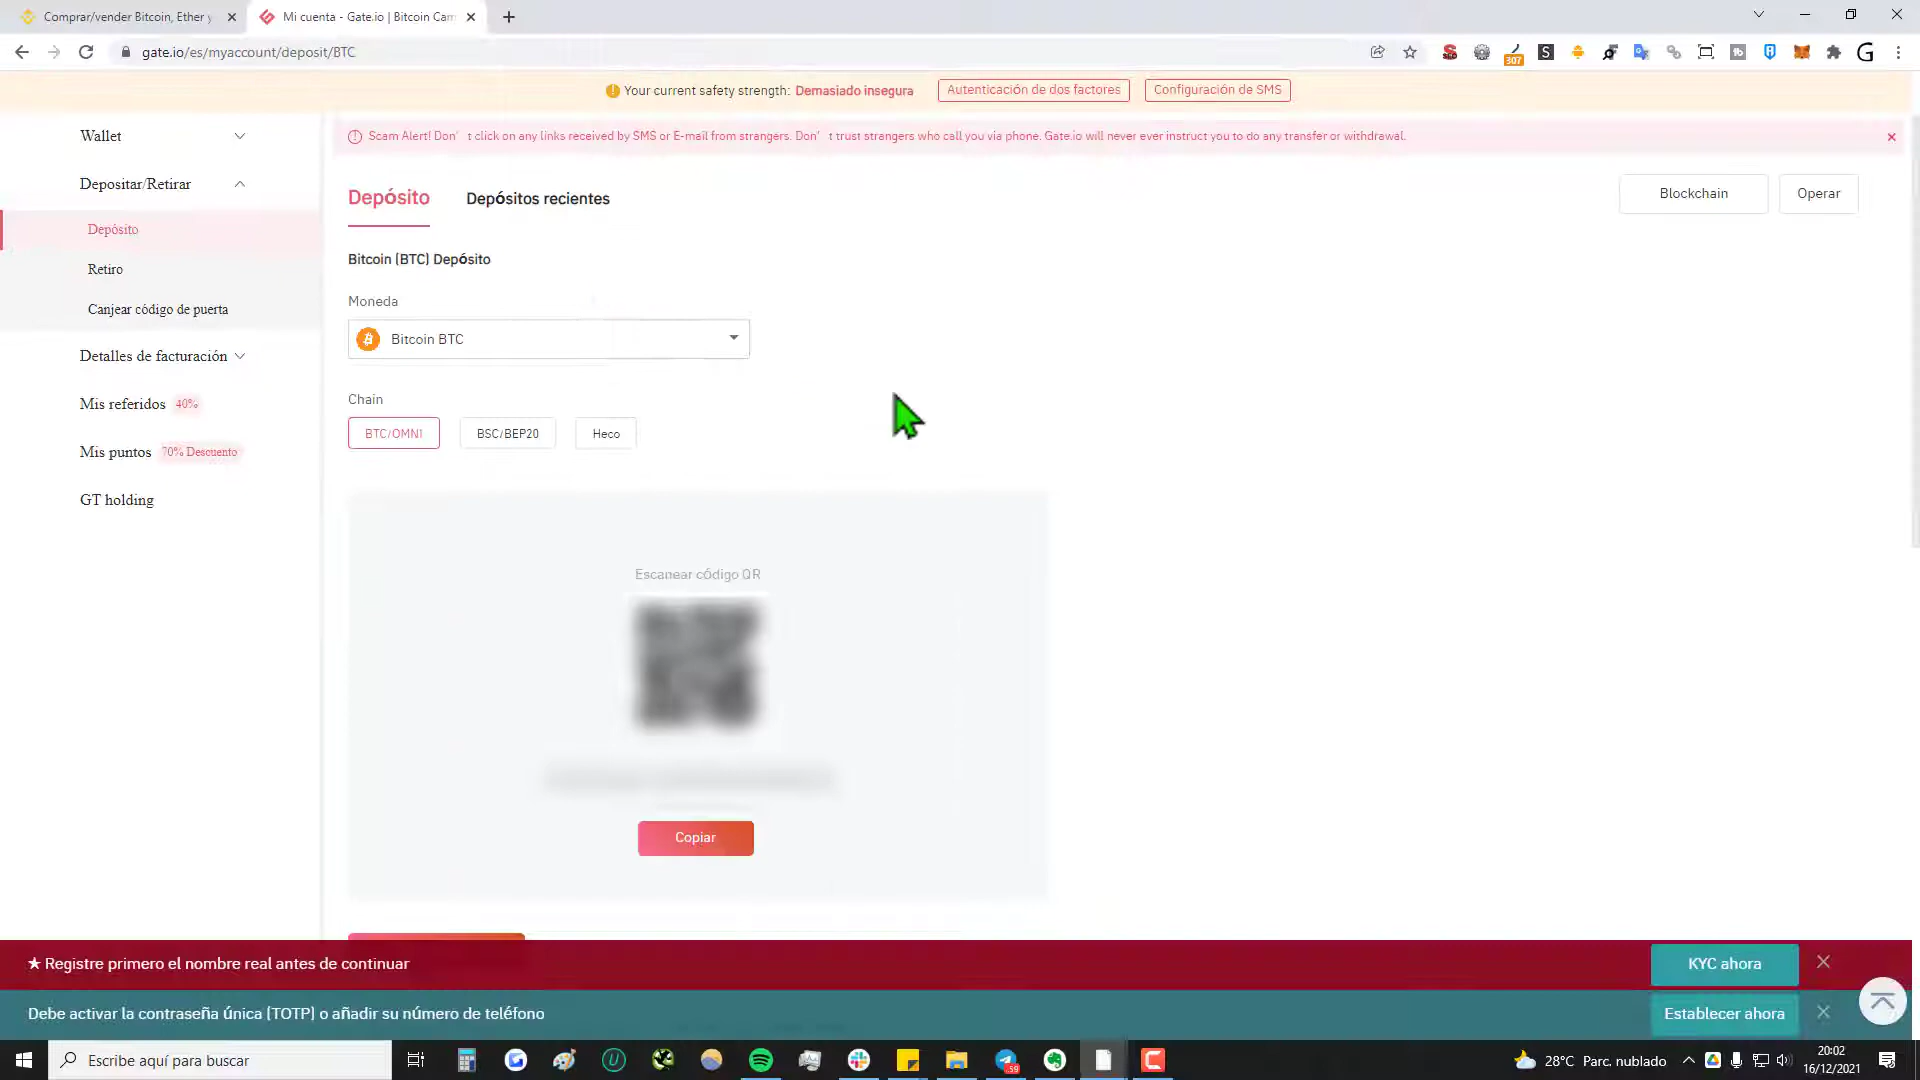 Comprar/vender Bitcoin, Ether y
Mi cuenta - Gate.io | Bitcoin Cam
gate.io/es/myaccount/deposit/BTC
307
Your current safety strength: Demasiado insegura
Autenticación de dos factores
Configuración de SMS
Scam Alert! Don’ t click on any links received by SMS or E-mail from strangers. Don’ t trust strangers who call you via phone. Gate.io will never ever instruct you to do any transfer or withdrawal.
Wallet
Depositar/Retirar
Depósito
Retiro
Canjear código de puerta
Detalles de facturación
Mis referidos 40%
Mis puntos 70% Descuento
GT holding
Depósito
Depósitos recientes
Blockchain
Operar
Bitcoin (BTC) Depósito
Moneda
Bitcoin BTC
Chain
BTC/OMNI
BSC/BEP20
Heco
Escanear código QR
Copiar
★ Registre primero el nombre real antes de continuar
KYC ahora
Debe activar la contraseña única (TOTP) o añadir su número de teléfono
Establecer ahora
Escribe aquí para buscar
59
28°C Parc. nublado
20:02
16/12/2021